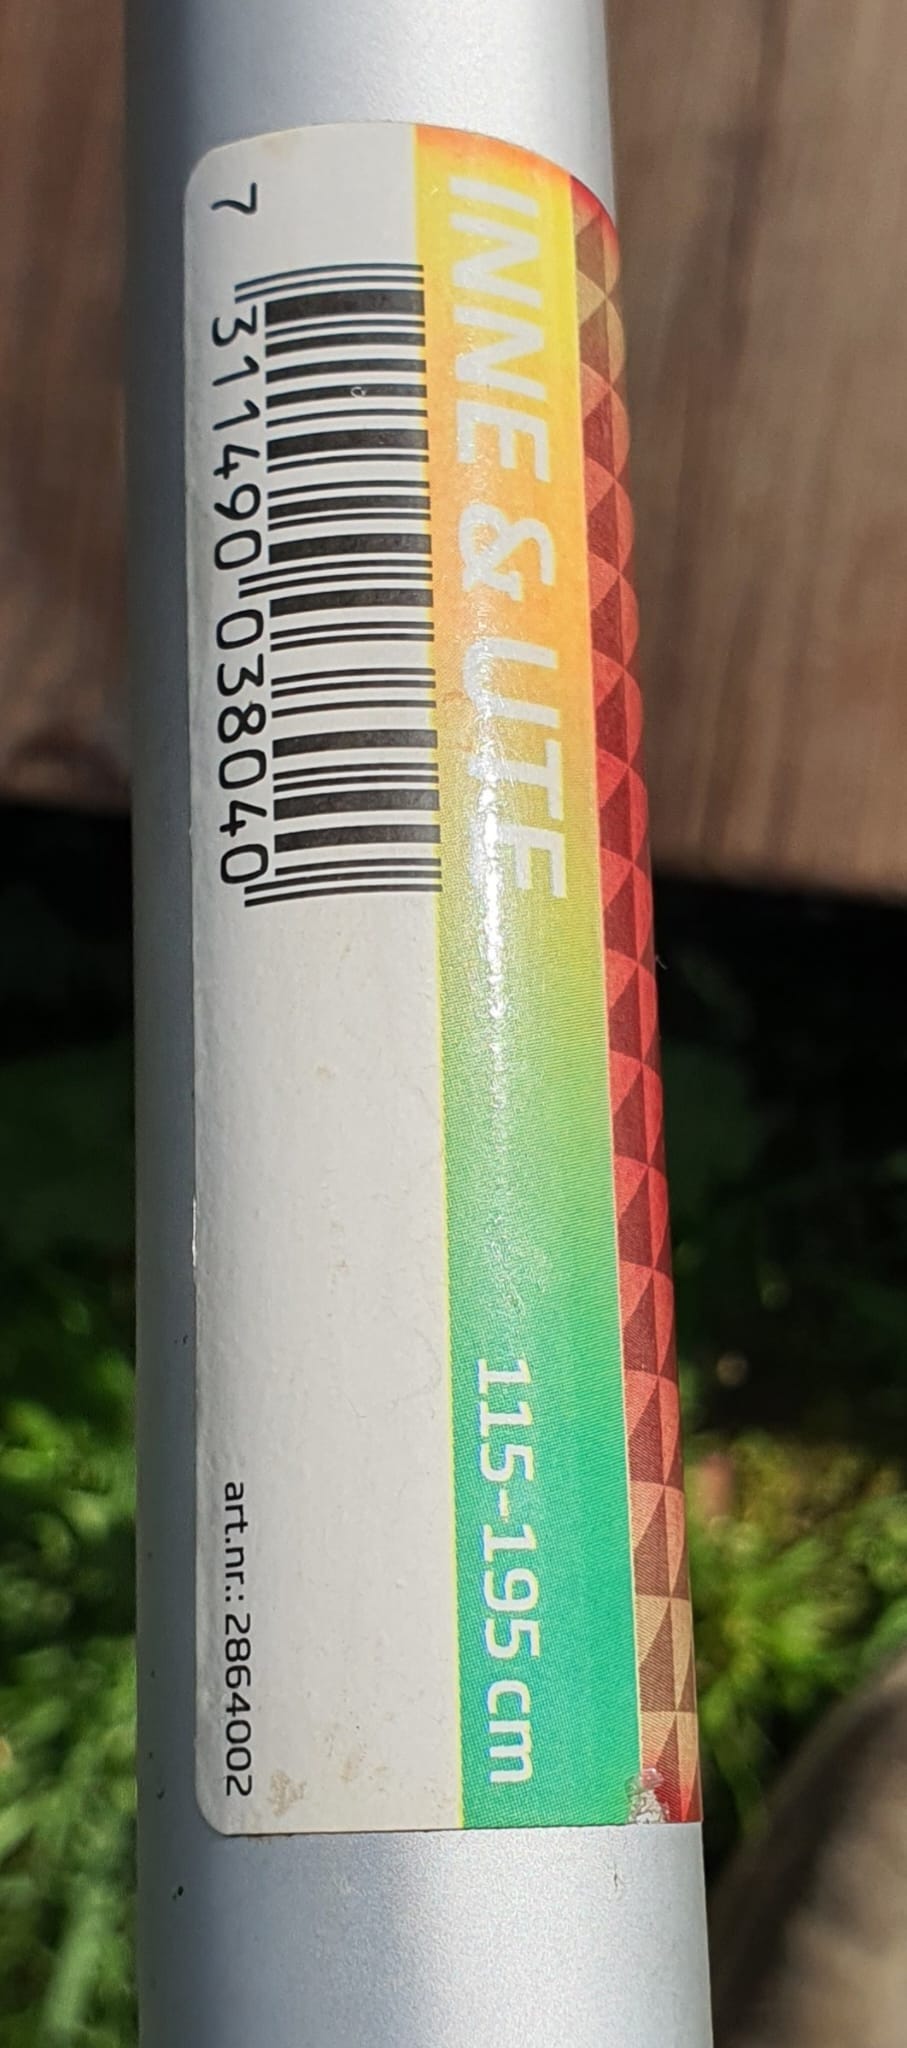 INNE & UTE
115-195 cm
7 311490 038040
art.nr.: 2864002